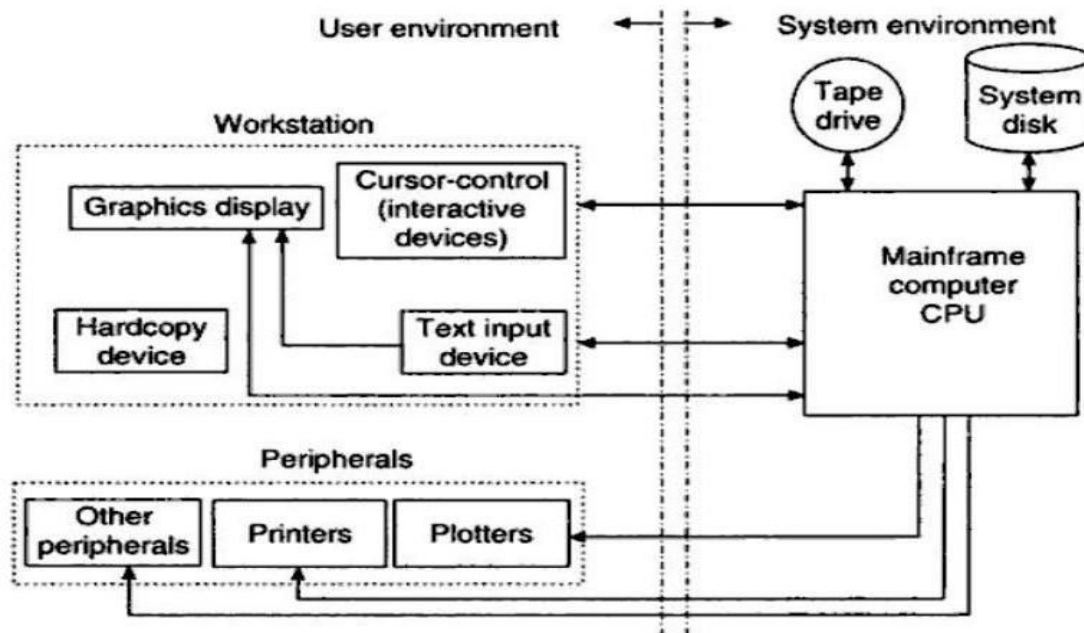 User environment
System environment
Tape
drive
System
disk
Workstation
Graphics display
Cursor-control
(interactive
devices)
Mainframe
computer
CPU
Hardcopy
device
Text input
device
Peripherals
Other
peripherals
Printers
Plotters